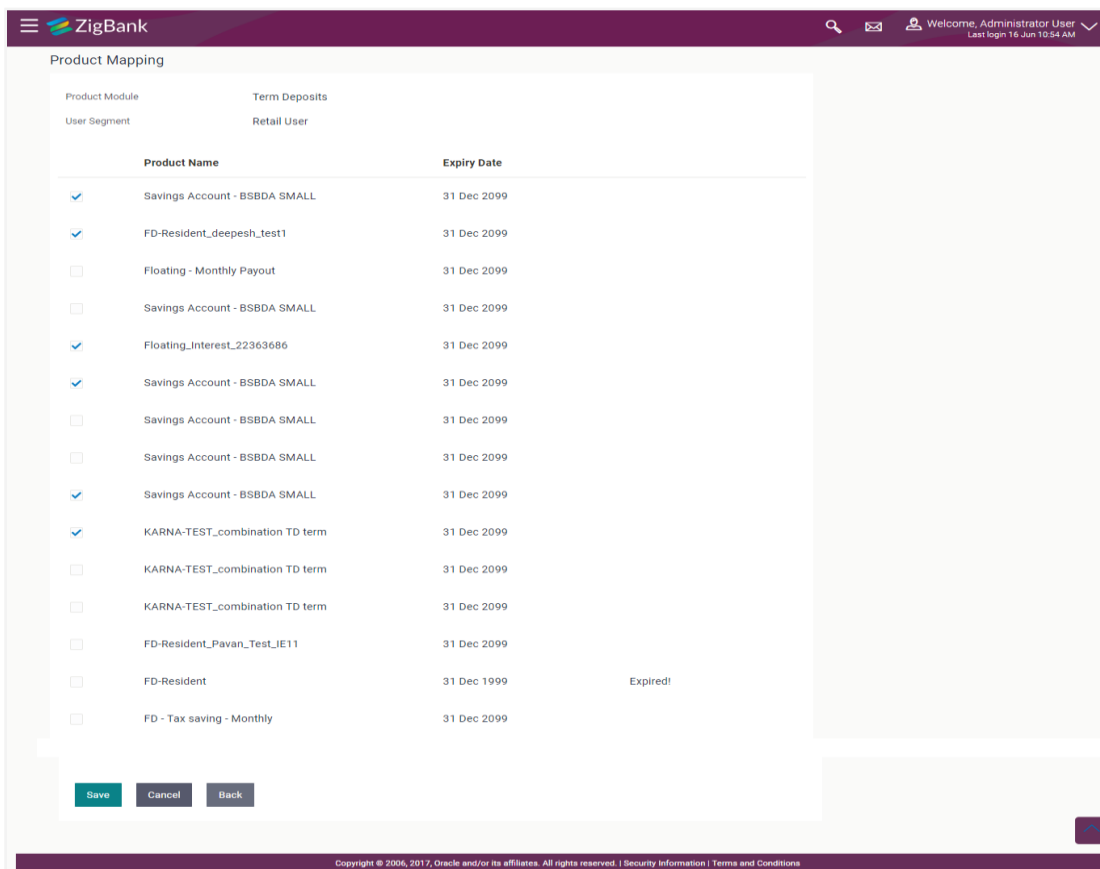 ZigBank
Welcome, Administrator User
Last login 16 Jun 10:54 AM
Product Mapping
Product Module Term Deposits
User Segment Retail User
Product Name Expiry Date
Savings Account - BSBDA SMALL 31 Dec 2099
FD-Resident_deepesh_test1 31 Dec 2099
Floating - Monthly Payout 31 Dec 2099
Savings Account - BSBDA SMALL 31 Dec 2099
Floating_Interest_22363686 31 Dec 2099
Savings Account - BSBDA SMALL 31 Dec 2099
Savings Account - BSBDA SMALL 31 Dec 2099
Savings Account - BSBDA SMALL 31 Dec 2099
Savings Account - BSBDA SMALL 31 Dec 2099
KARNA-TEST_combination TD term 31 Dec 2099
KARNA-TEST_combination TD term 31 Dec 2099
KARNA-TEST_combination TD term 31 Dec 2099
FD-Resident_Pavan_Test_IE11 31 Dec 2099
FD-Resident 31 Dec 1999 Expired!
FD - Tax saving - Monthly 31 Dec 2099
Save Cancel Back
Copyright © 2006, 2017, Oracle and/or its affiliates. All rights reserved. | Security Information | Terms and Conditions